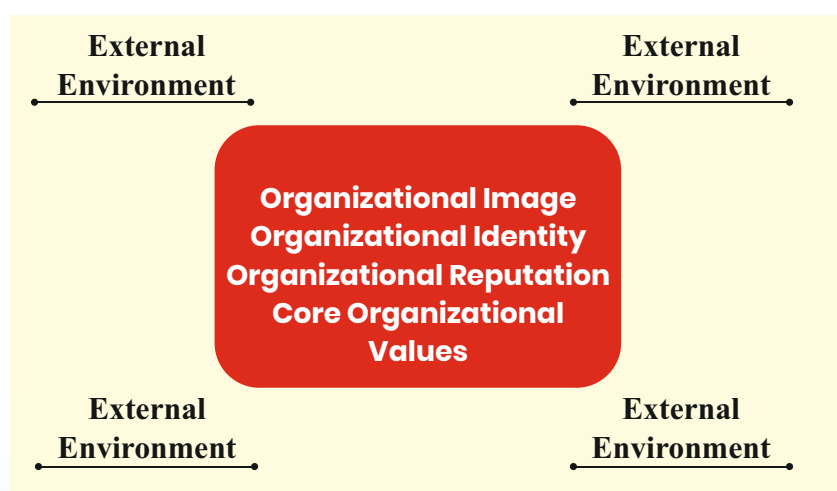 External
Environment
External
Environment
Organizational Image
Organizational Identity
Organizational Reputation
Core Organizational
Values
External
Environment
External
Environment